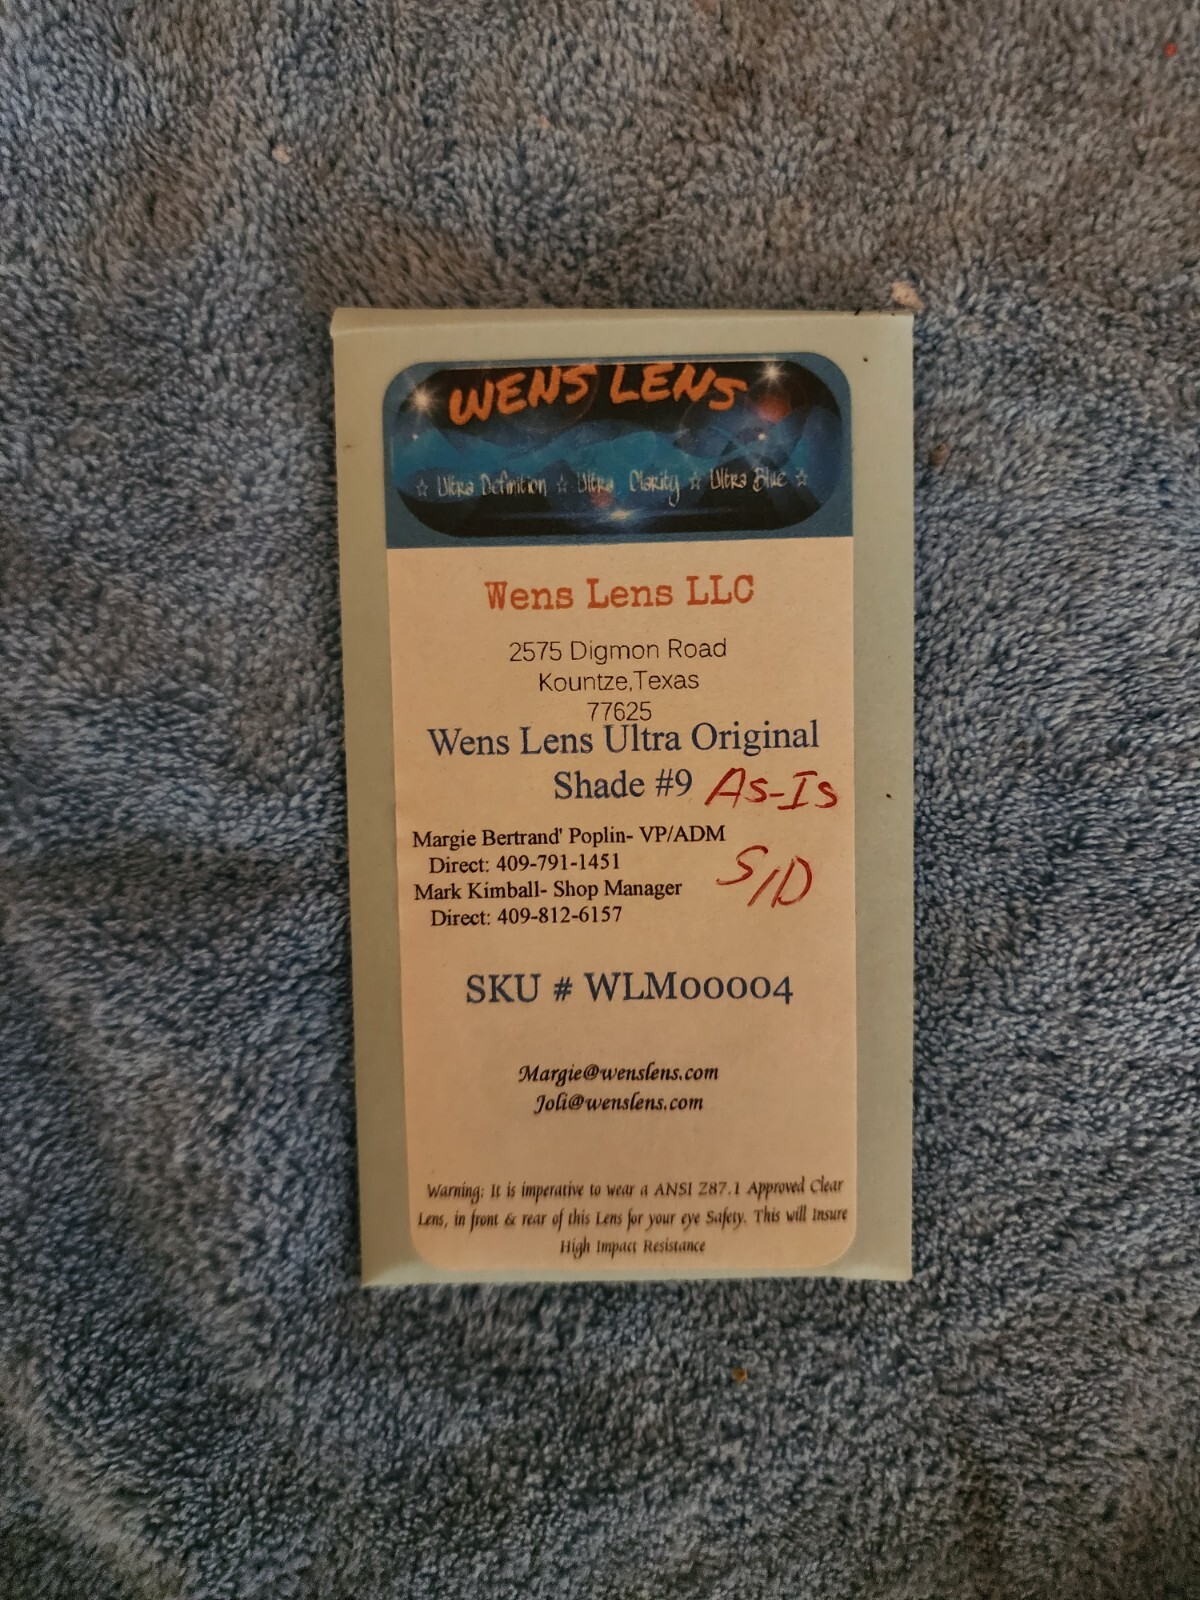 WENS LENS
☆ Ultra Definition ☆ Ultra Clarity ☆ Ultra Blue ☆
Wens Lens LLC
2575 Digmon Road
Kountze,Texas
77625
Wens Lens Ultra Original
Shade #9 As-Is
Margie Bertrand' Poplin- VP/ADM
Direct: 409-791-1451
S/D
Mark Kimball- Shop Manager
Direct: 409-812-6157
SKU # WLM00004
Margie@wenslens.com
Joli@wenslens.com
Warning: It is imperative to wear a ANSI Z87.1 Approved Clear
Lens, in front & rear of this Lens for your eye Safety. This will Insure
High Impact Resistance